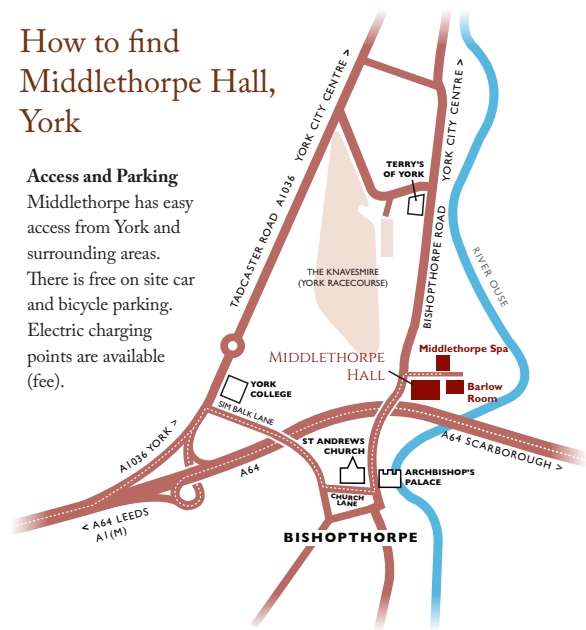 How to find
Middlethorpe Hall,
York
Access and Parking
Middlethorpe has easy
access from York and
surrounding areas.
There is free on site car
and bicycle parking.
Electric charging
points are available
(fee).
TADCASTER ROAD A1036 YORK CITY CENTRE >
YORK CITY CENTRE >
TERRY'S
OF YORK
BISHOPTHORPE ROAD
RIVER OUSE
THE KNAVESMIRE
(YORK RACECOURSE)
Middlethorpe Spa
MIDDLETHORPE
HALL
Barlow
Room
YORK
COLLEGE
SIM BALK LANE
A1036 YORK >
ST ANDREWS
CHURCH
A64 SCARBOROUGH >
A64
ARCHBISHOP'S
PALACE
CHURCH
LANE
< A64 LEEDS
A1(M)
BISHOPTHORPE